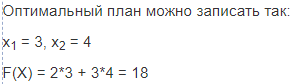 Оптимальный план можно записать так:
x₁ = 3, x₂ = 4
F(X) = 2*3 + 3*4 = 18